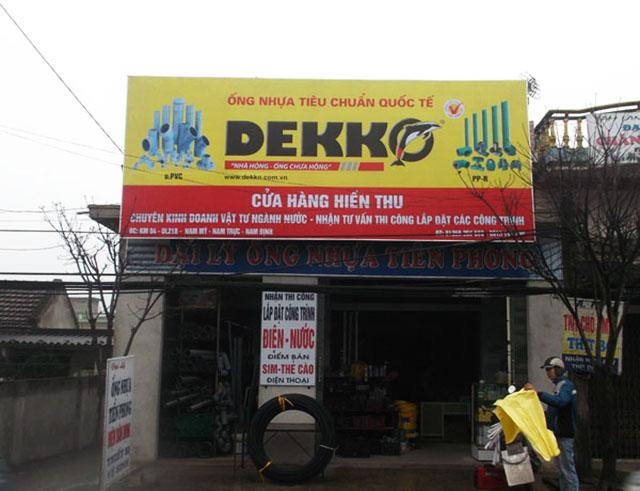 ỐNG NHỰA TIÊU CHUẨN QUỐC TẾ
DEKKO
"NHÀ HỎNG - ỐNG CHƯA HỎNG"
www.dekko.com.vn
u.PVC
PP-R
CỬA HÀNG HIỀN THU
CHUYÊN KINH DOANH VẬT TƯ NGÀNH NƯỚC - NHẬN TƯ VẤN THI CÔNG LẮP ĐẶT CÁC CÔNG TRÌNH
ĐC: KM 04 - QL21B - NAM MỸ - NAM TRỰC - NAM ĐỊNH
ĐẠI LÝ ỐNG NHỰA TIỀN PHONG
NHẬN THI CÔNG
LẮP ĐẶT CÔNG TRÌNH
ĐIỆN - NƯỚC
ĐIỂM BÁN
SIM - THẺ CÀO
ĐIỆN THOẠI
ỐNG NHỰA
TIỀN PHONG